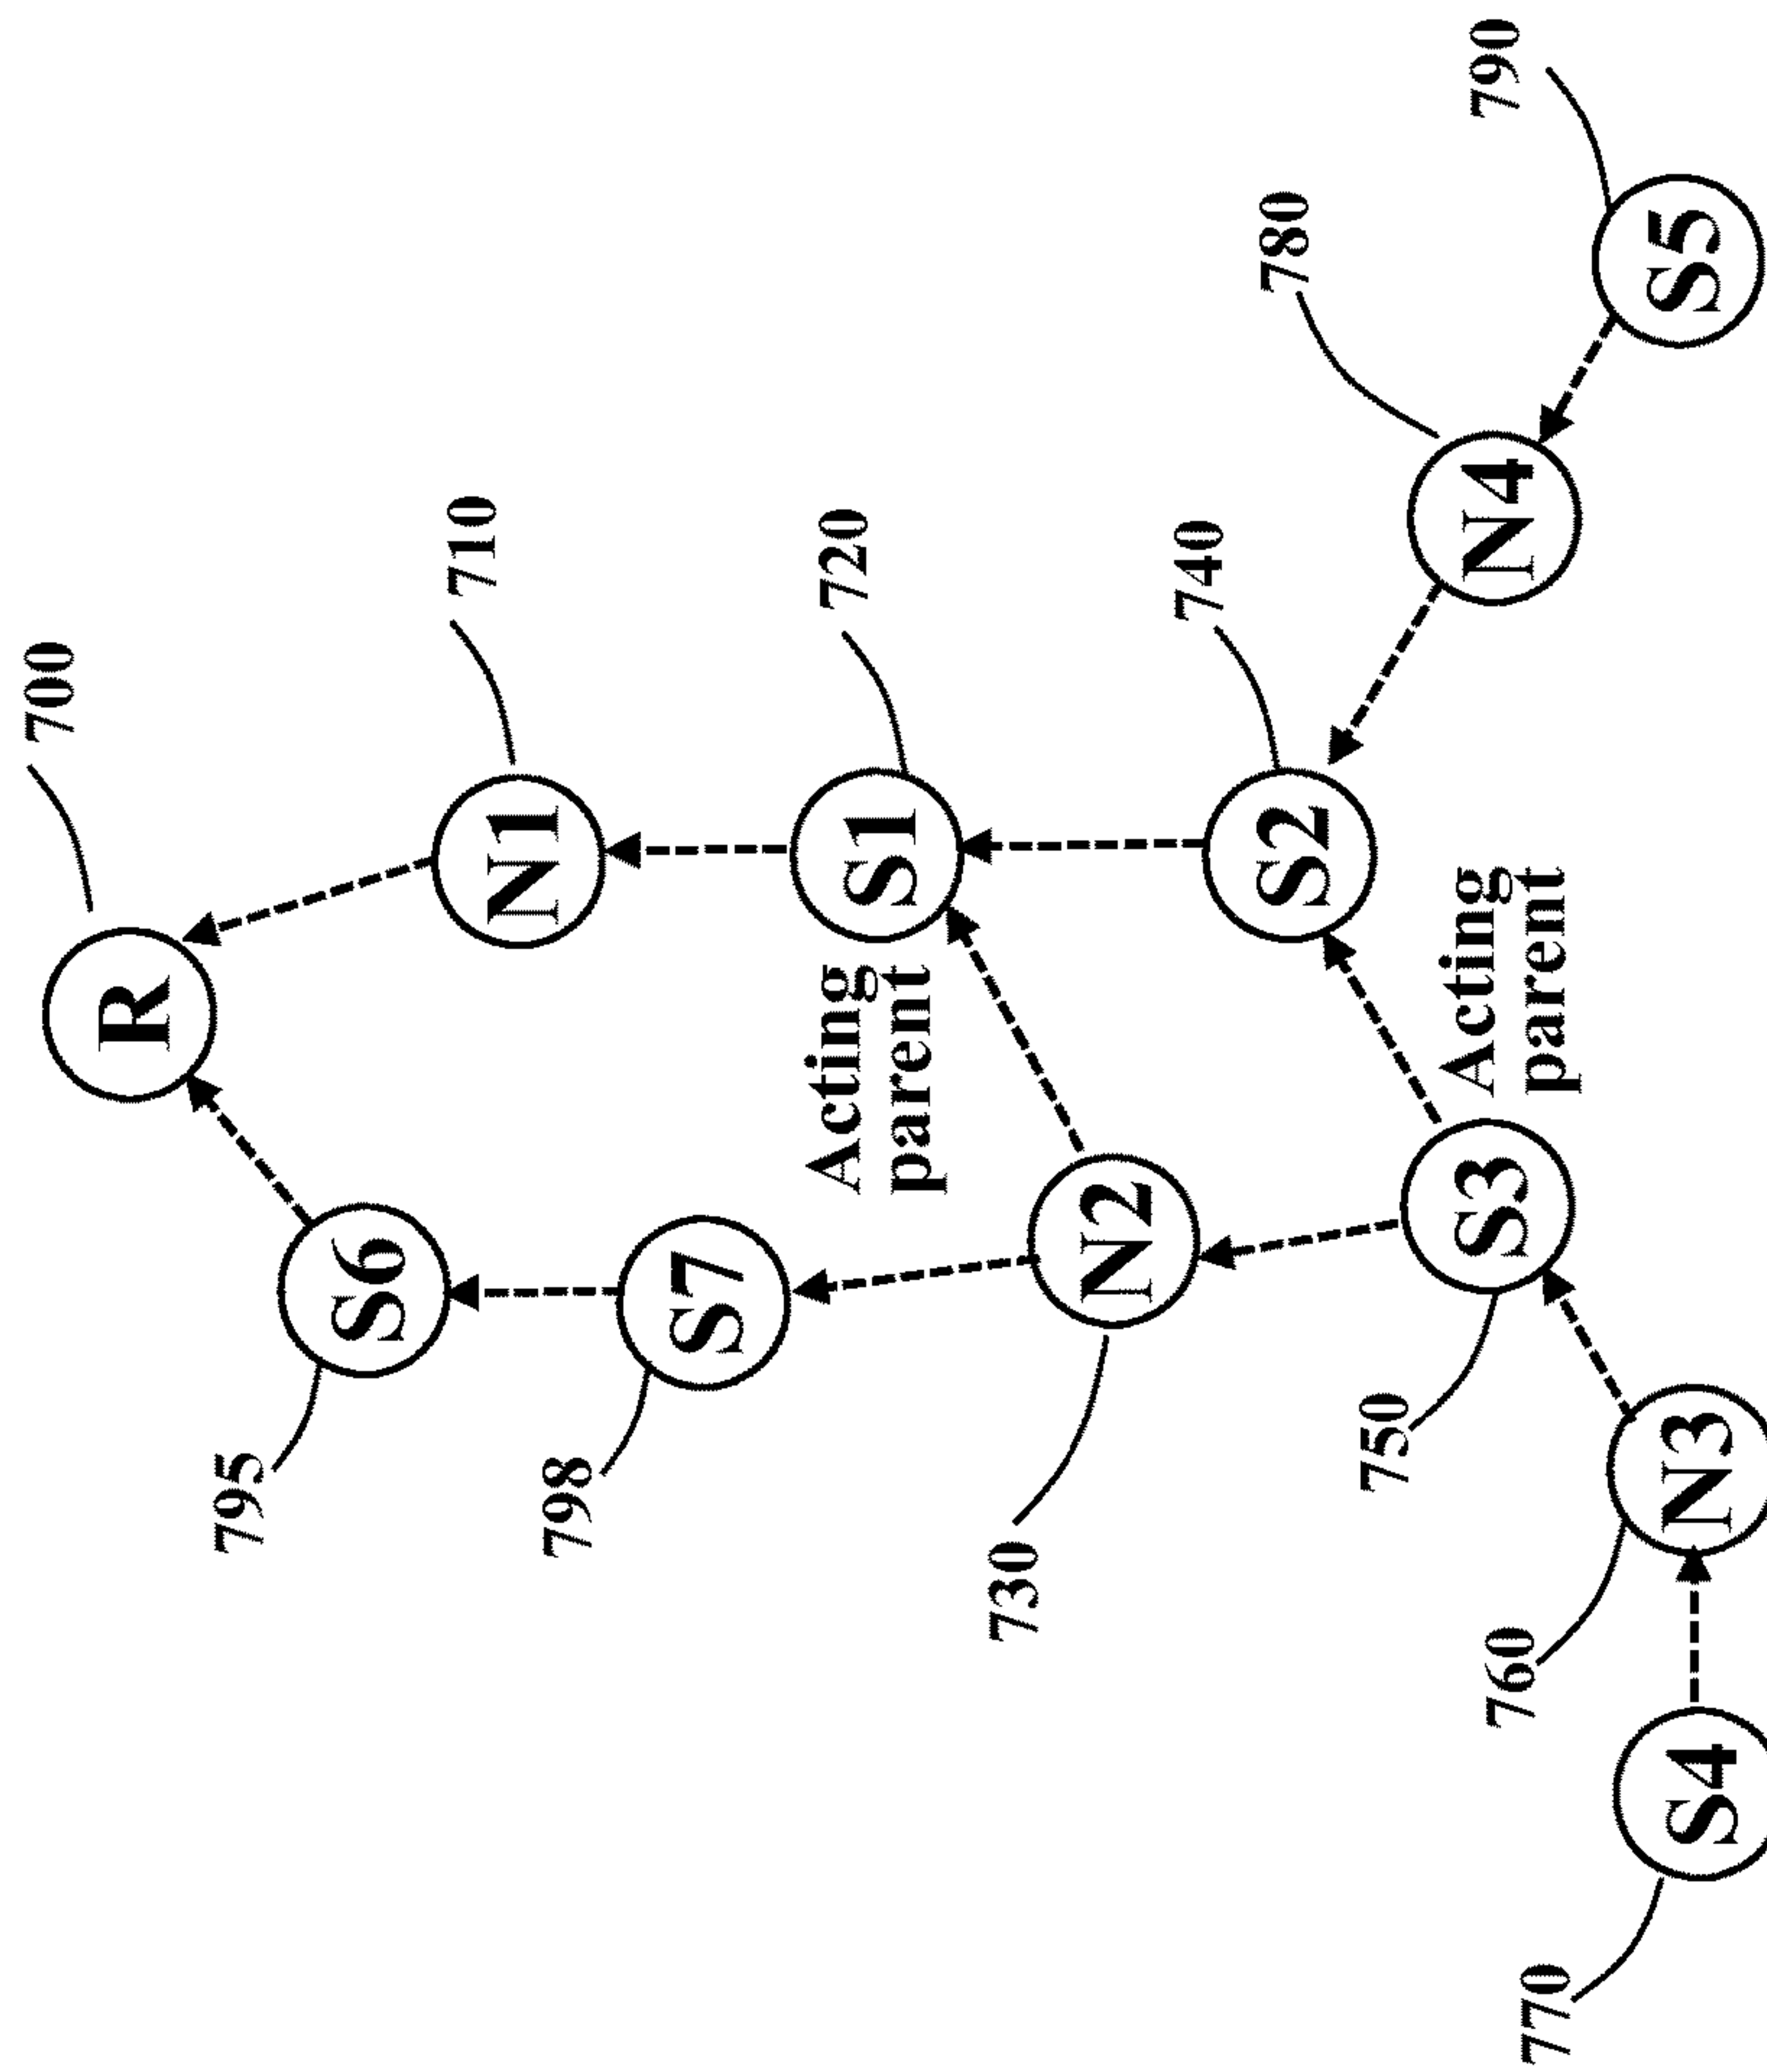 700
R
710
N1
795
S6
720
S1
798
S7
Acting
parent
730
N2
740
S2
780
N4
790
S5
750
S3
Acting
parent
760
N3
770
S4